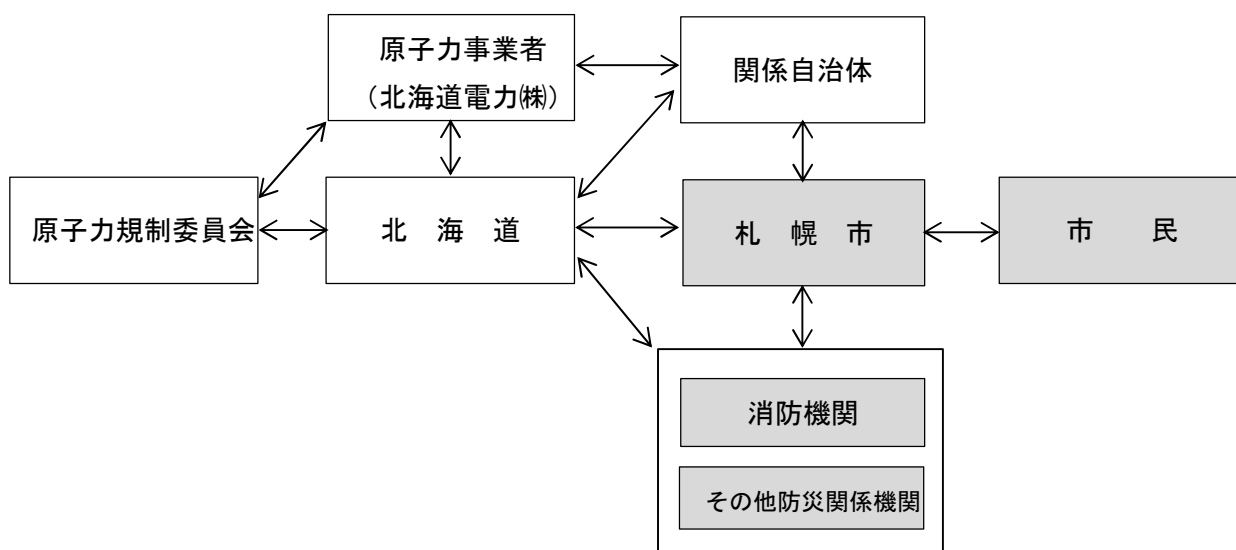 原子力事業者
（北海道電力㈱）
関係自治体
原子力規制委員会
北　海　道
札　幌　市
市　　民
消防機関
その他防災関係機関